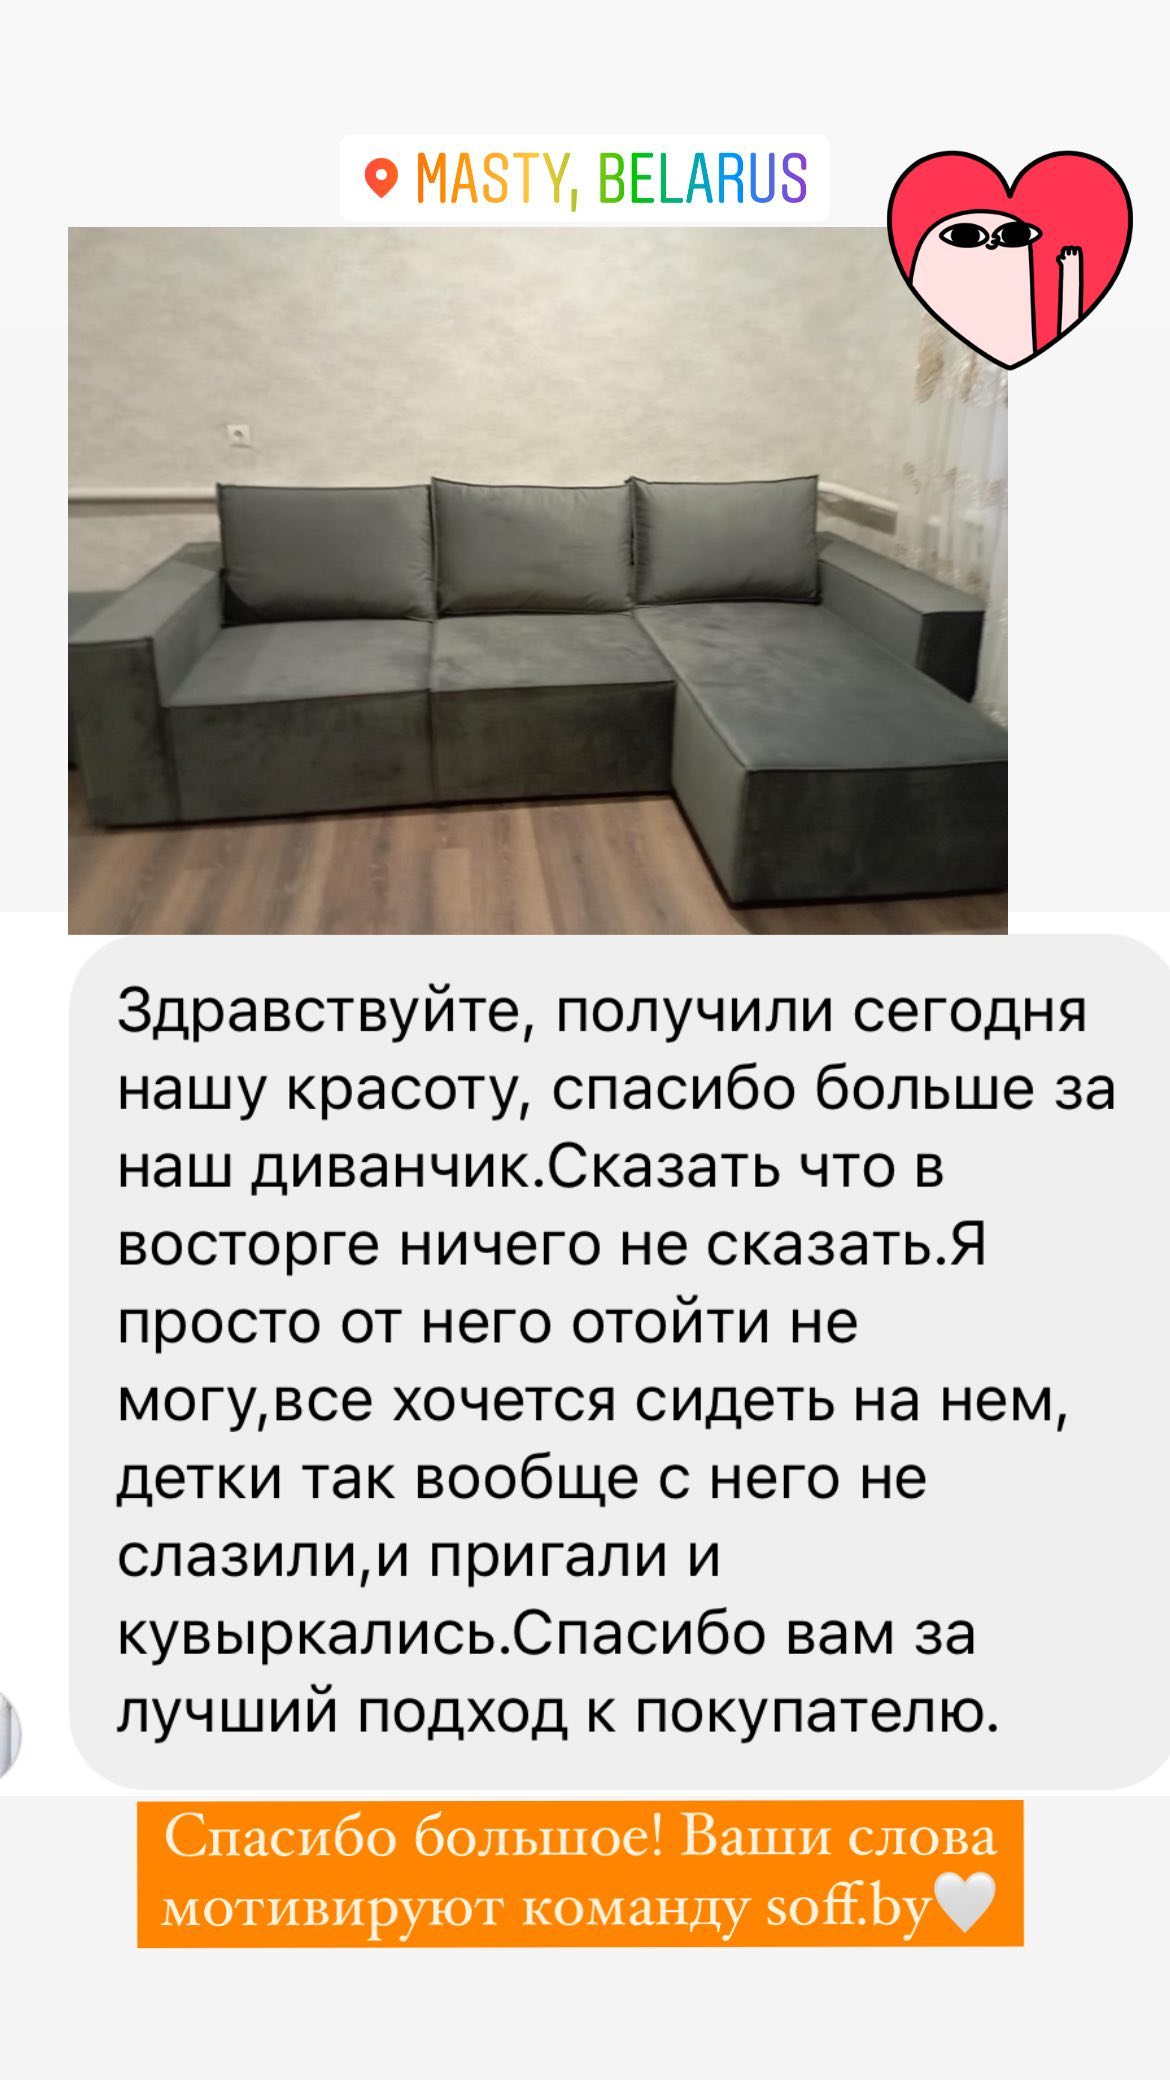 MASTY, BELARUS
Здравствуйте, получили сегодня
нашу красоту, спасибо больше за
наш диванчик.Сказать что в
восторге ничего не сказать.Я
просто от него отойти не
могу,все хочется сидеть на нем,
детки так вообще с него не
слазили,и пригали и
кувыркались.Спасибо вам за
лучший подход к покупателю.
Спасибо большое! Ваши слова
мотивируют команду soff.by🤍